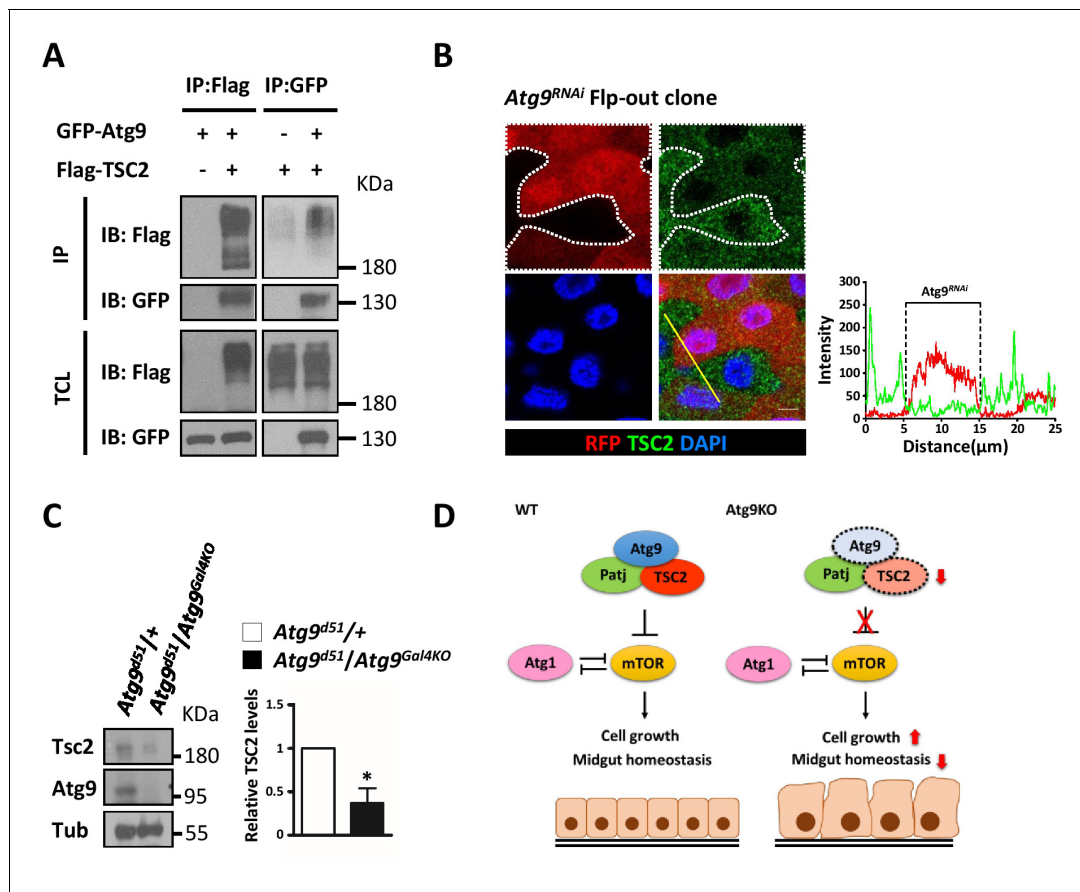 A
IP:Flag IP:GFP
GFP-Atg9 + + - +
Flag-TSC2 - + + +
KDa
IP
IB: Flag
180
IB: GFP
130
TCL
IB: Flag
180
IB: GFP
130
B
Atg9RNAi Flp-out clone
RFP TSC2 DAPI
Atg9RNAi
Intensity
300
250
200
150
100
50
0
0 5 10 15 20 25
Distance(µm)
C
Atg9d51/+
Atg9d51/Atg9Gal4KO
KDa
Tsc2
180
Atg9
95
Tub
55
Atg9d51/+
Atg9d51/Atg9Gal4KO
Relative TSC2 levels
1.5
1
0.5
0
*
D
WT
Atg9
Patj
TSC2
Atg1
mTOR
Cell growth
Midgut homeostasis
Atg9KO
Atg9
Patj
TSC2
X
Atg1
mTOR
Cell growth
Midgut homeostasis